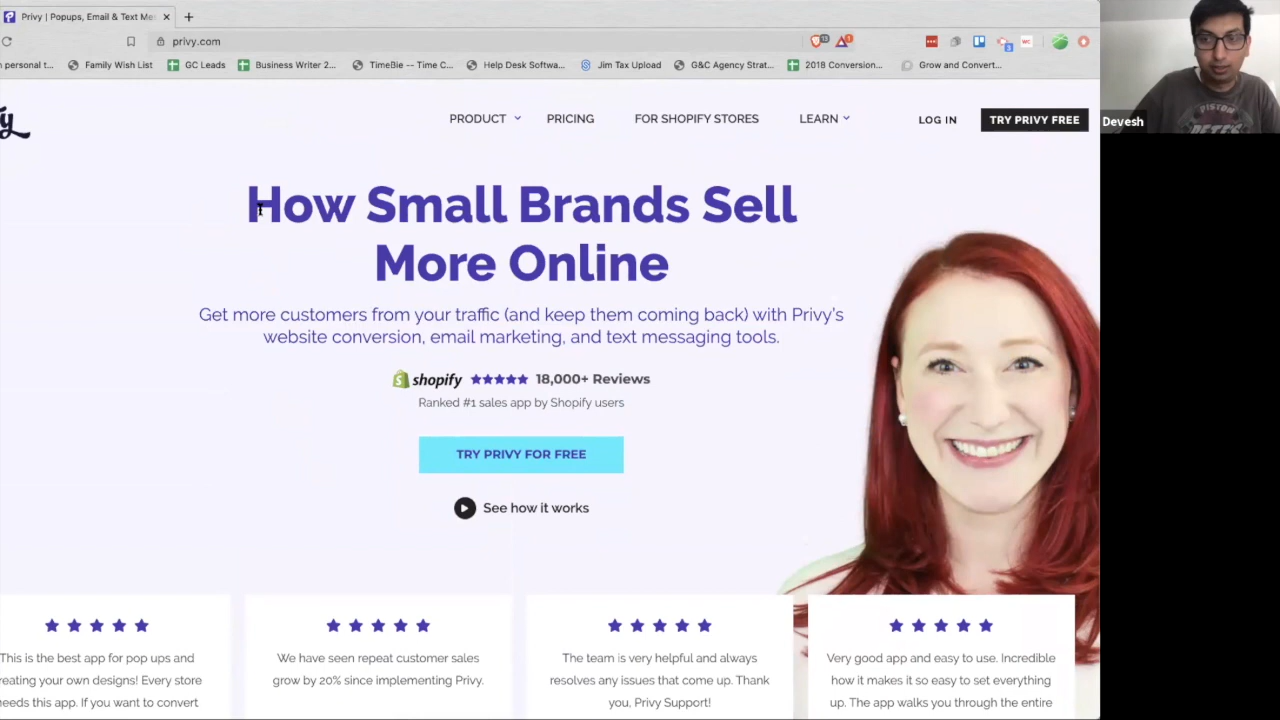 Privy | Popups, Email & Text Me
privy.com
n personal t...
Family Wish List
GC Leads
Business Writer 2...
TimeBie -- Time C...
Help Desk Softwa...
Jim Tax Upload
G&C Agency Strat...
2018 Conversion...
Grow and Convert...
Devesh
y
PRODUCT
PRICING
FOR SHOPIFY STORES
LEARN
LOG IN
TRY PRIVY FREE
How Small Brands Sell
More Online
Get more customers from your traffic (and keep them coming back) with Privy's
website conversion, email marketing, and text messaging tools.
shopify 18,000+ Reviews
Ranked #1 sales app by Shopify users
TRY PRIVY FOR FREE
See how it works
This is the best app for pop ups and
reating your own designs! Every store
eeds this app. If you want to convert
We have seen repeat customer sales
grow by 20% since implementing Privy.
The team is very helpful and always
resolves any issues that come up. Thank
you, Privy Support!
Very good app and easy to use. Incredible
how it makes it so easy to set everything
up. The app walks you through the entire